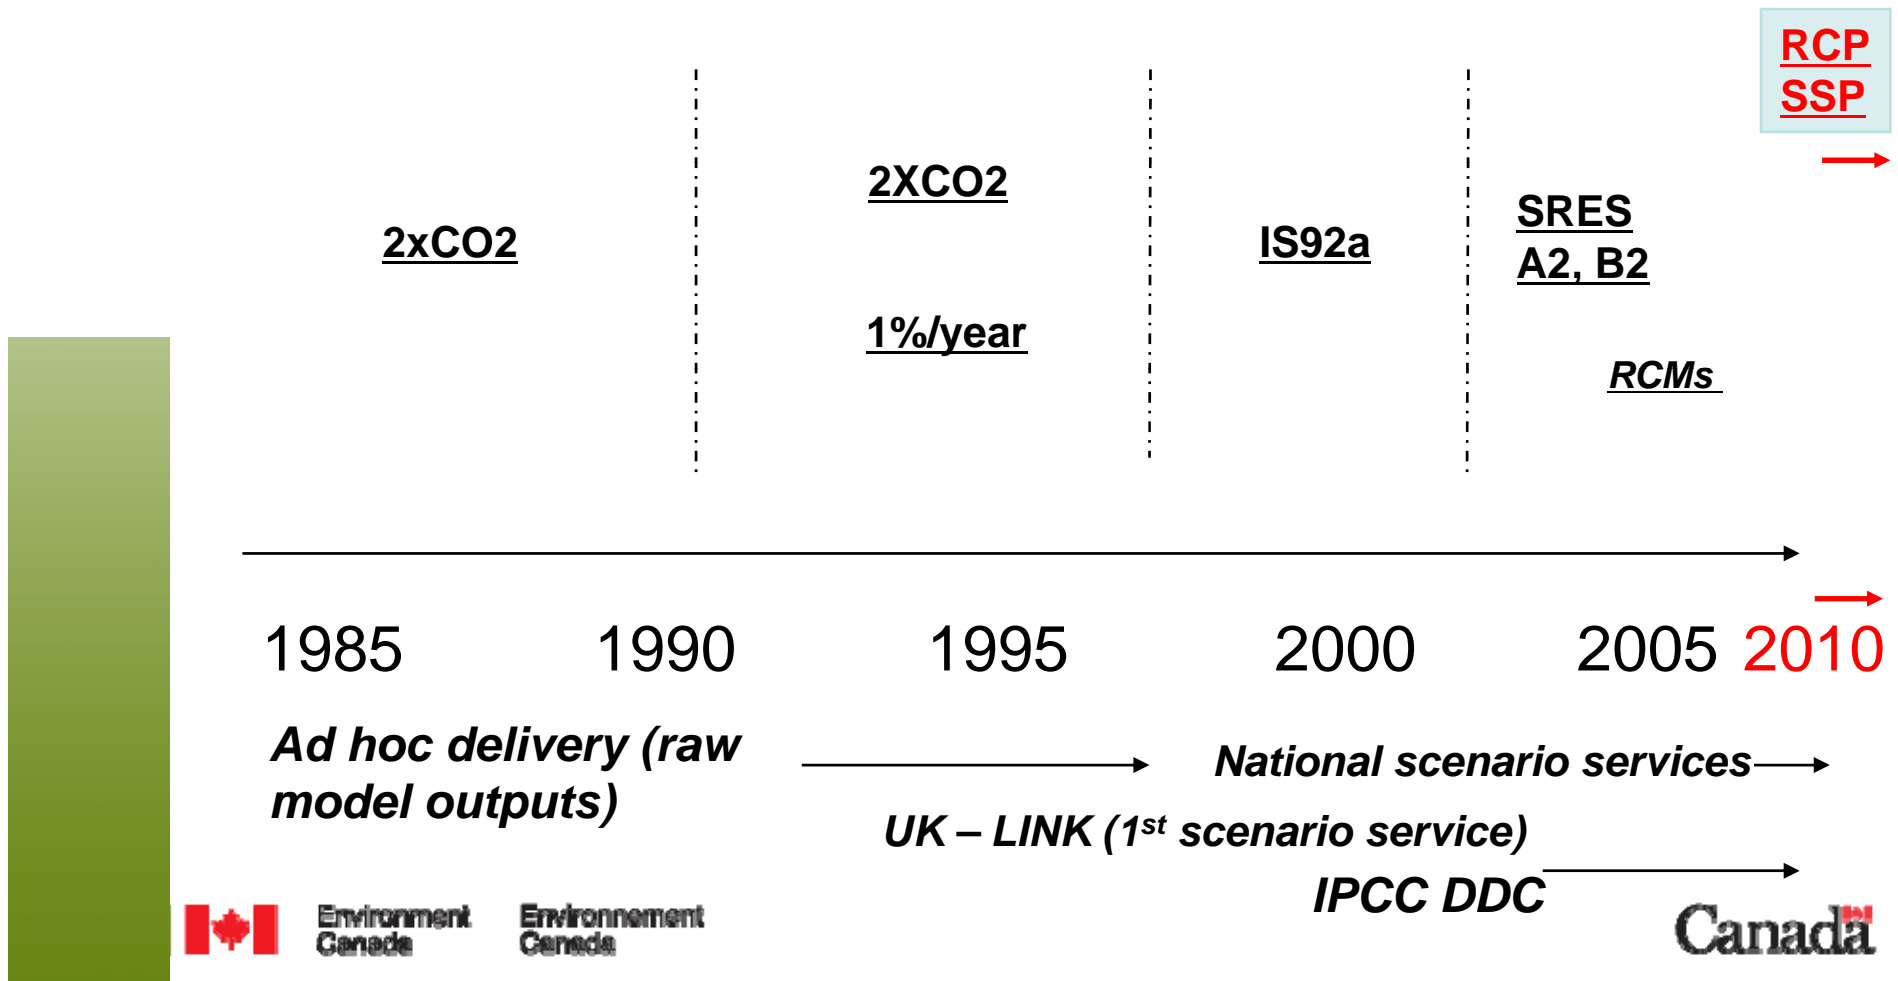 RCP
SSP
2xCO2
2XCO2
1%/year
IS92a
SRES
A2, B2
RCMs
1985 1990 1995 2000 2005 2010
Ad hoc delivery (raw
model outputs)
National scenario services
UK – LINK (1st scenario service)
IPCC DDC
Environment
Canada
Environnement
Canada
Canada